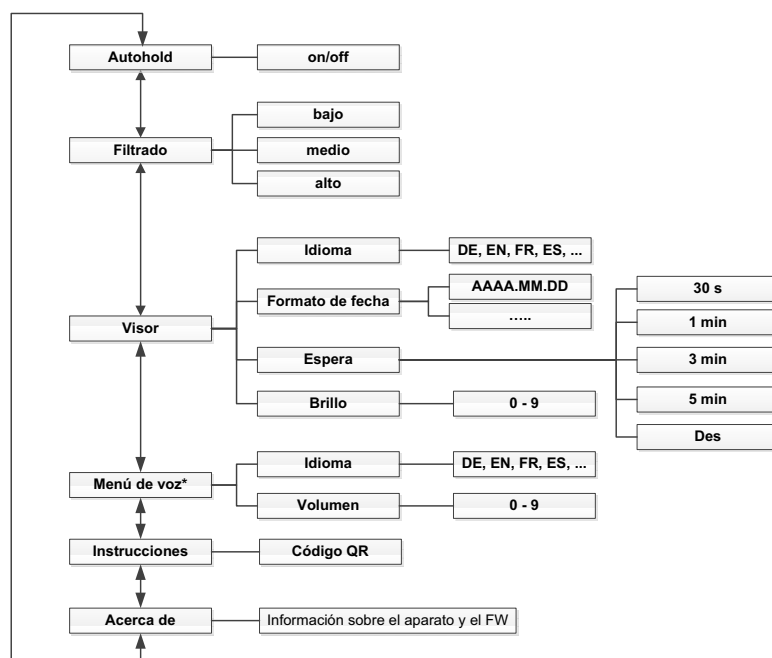 Autohold
on/off
Filtrado
bajo
medio
alto
Visor
Idioma
DE, EN, FR, ES, ...
Formato de fecha
AAAA.MM.DD
.....
Espera
30 s
1 min
3 min
5 min
Des
Brillo
0 - 9
Menú de voz*
Idioma
DE, EN, FR, ES, ...
Volumen
0 - 9
Instrucciones
Código QR
Acerca de
Información sobre el aparato y el FW